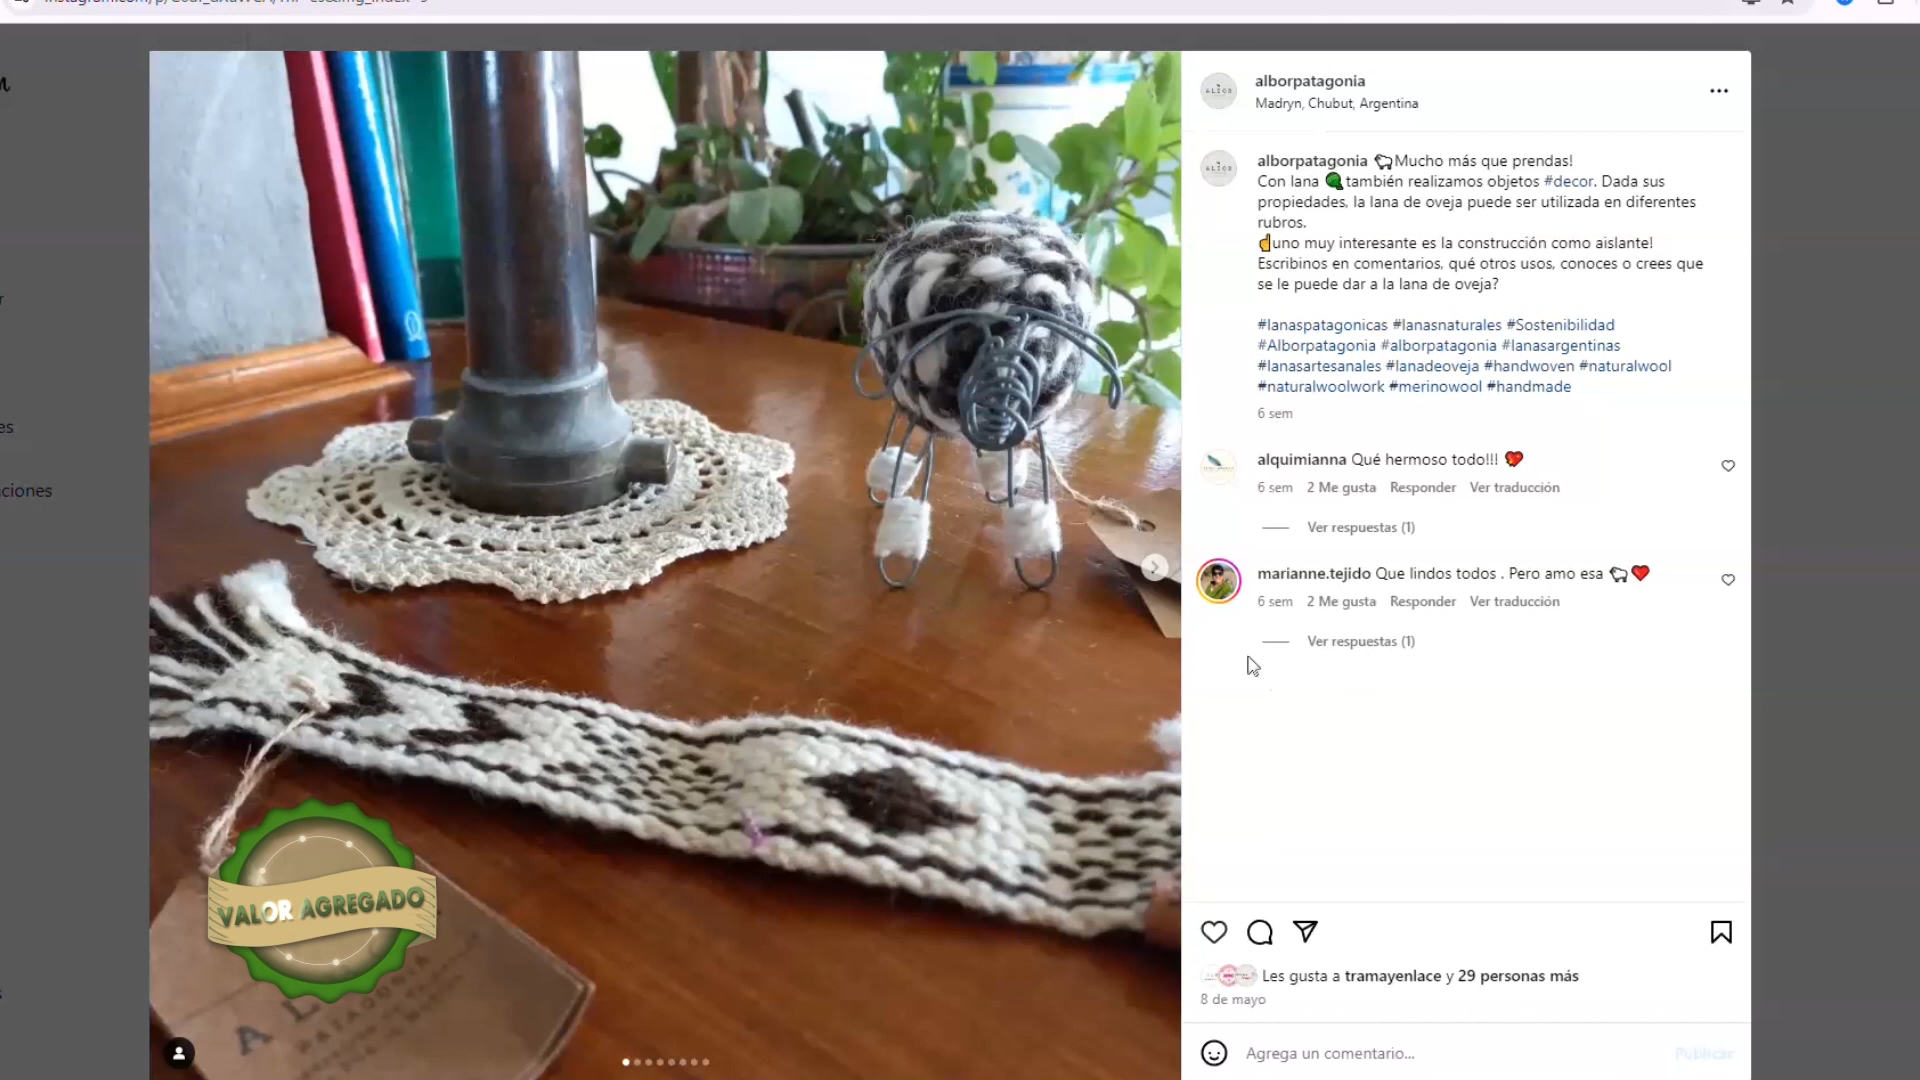 alborpatagonia
Madryn, Chubut, Argentina
alborpatagonia 🐑Mucho más que prendas!
Con lana 🧶también realizamos objetos #decor. Dada sus
propiedades, la lana de oveja puede ser utilizada en diferentes
rubros.
☝uno muy interesante es la construcción como aislante!
Escribinos en comentarios, qué otros usos, conoces o crees que
se le puede dar a la lana de oveja?
#lanaspatagonicas #lanasnaturales #Sostenibilidad
#Alborpatagonia #alborpatagonia #lanasargentinas
#lanasartesanales #lanadeoveja #handwoven #naturalwool
#naturalwoolwork #merinowool #handmade
6 sem
alquimianna Qué hermoso todo!!! 💖
6 sem 2 Me gusta Responder Ver traducción
Ver respuestas (1)
marianne.tejido Que lindos todos . Pero amo esa 🐑❤️
6 sem 2 Me gusta Responder Ver traducción
Ver respuestas (1)
VALOR AGREGADO
Les gusta a tramayenlace y 29 personas más
8 de mayo
Agrega un comentario...
Publicar